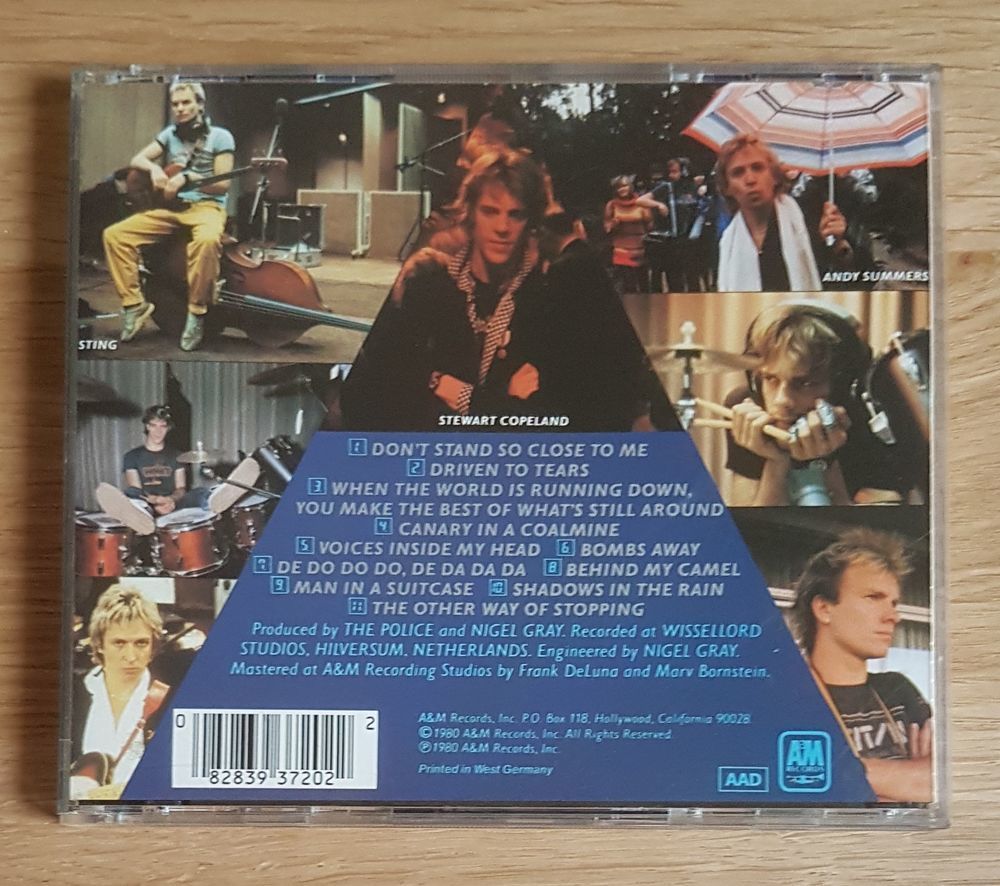 STING
ANDY SUMMERS
STEWART COPELAND
1 DON'T STAND SO CLOSE TO ME
2 DRIVEN TO TEARS
3 WHEN THE WORLD IS RUNNING DOWN,
YOU MAKE THE BEST OF WHAT'S STILL AROUND
4 CANARY IN A COALMINE
5 VOICES INSIDE MY HEAD 6 BOMBS AWAY
7 DE DO DO DO, DE DA DA DA 8 BEHIND MY CAMEL
9 MAN IN A SUITCASE 10 SHADOWS IN THE RAIN
11 THE OTHER WAY OF STOPPING
Produced by THE POLICE and NIGEL GRAY. Recorded at WISSELLORD
STUDIOS, HILVERSUM, NETHERLANDS. Engineered by NIGEL GRAY.
Mastered at A&M Recording Studios by Frank DeLuna and Marv Bornstein.
0 82839 37202 2
A&M Records, Inc. P.O. Box 118, Hollywood, California 90028
©1980 A&M Records, Inc. All Rights Reserved.
℗1980 A&M Records, Inc.
Printed in West Germany
AAD
A&M
RECORDS